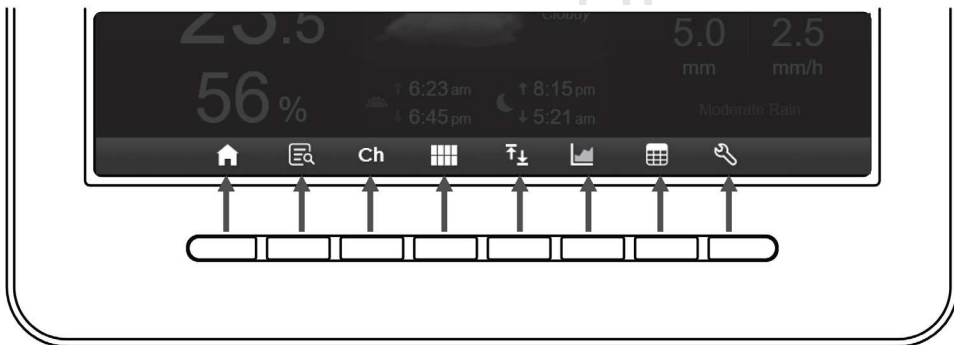 Cloudy
23.5
5.0 2.5
mm mm/h
56 %
↑ 6:23 am ↑ 8:15 pm
↓ 6:45 pm ↓ 5:21 am
Moderate Rain
Ch